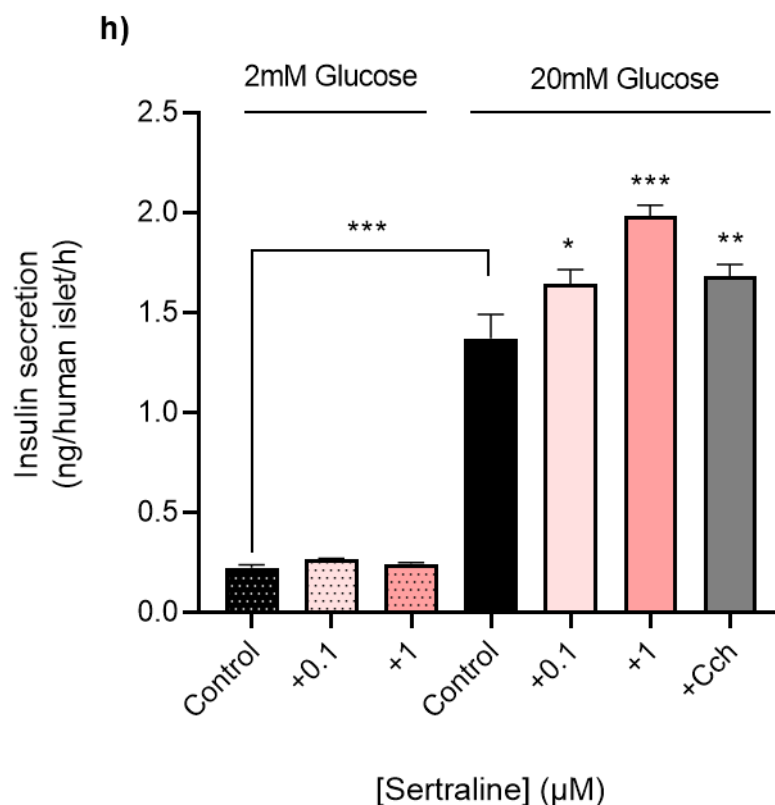 h)
2mM Glucose
20mM Glucose
Insulin secretion
(ng/human islet/h)
2.5
2.0
1.5
1.0
0.5
0.0
***
*
***
**
Control
+0.1
+1
Control
+0.1
+1
+Cch
[Sertraline] (µM)